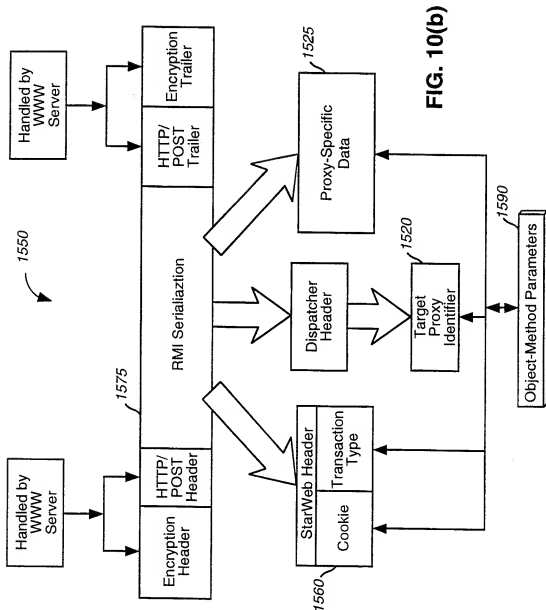 1550
Handled by
WWW
Server
Handled by
WWW
Server
1575
Encryption
Header
HTTP/
POST
Header
RMI Serialiaztion
HTTP/
POST
Trailer
Encryption
Trailer
1560
StarWeb Header
Cookie
Transaction
Type
Dispatcher
Header
1520
Target
Proxy
Identifier
1525
Proxy-Specific
Data
1590
Object-Method Parameters
FIG. 10(b)